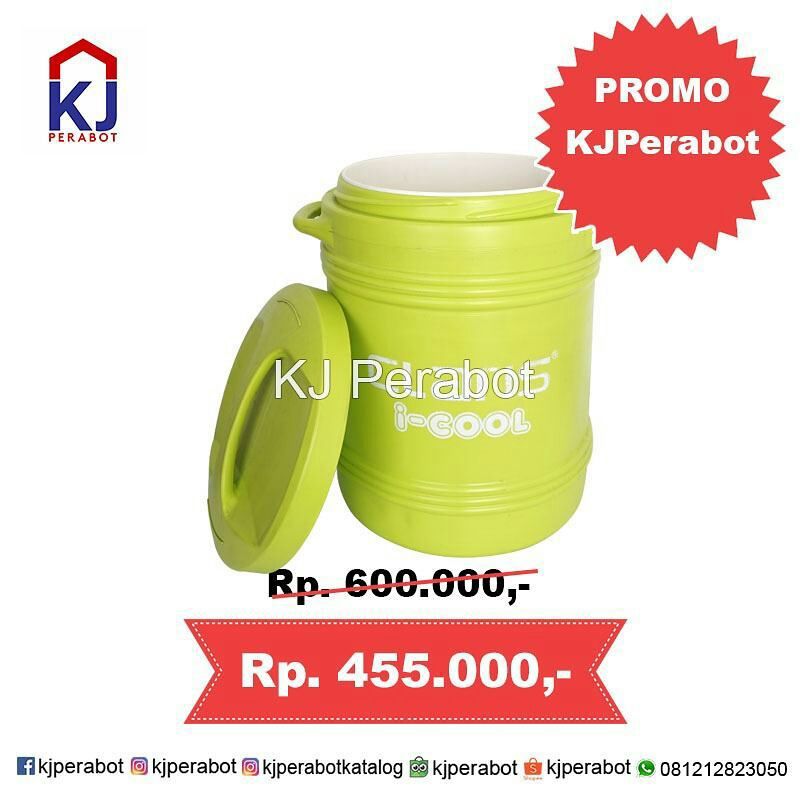 KJ
PERABOT
PROMO
KJPerabot
KJ Perabot
i-COOL
Rp. 600.000,-
Rp. 455.000,-
kjperabot kjperabot kjperabotkatalog kjperabot Shopee kjperabot 081212823050